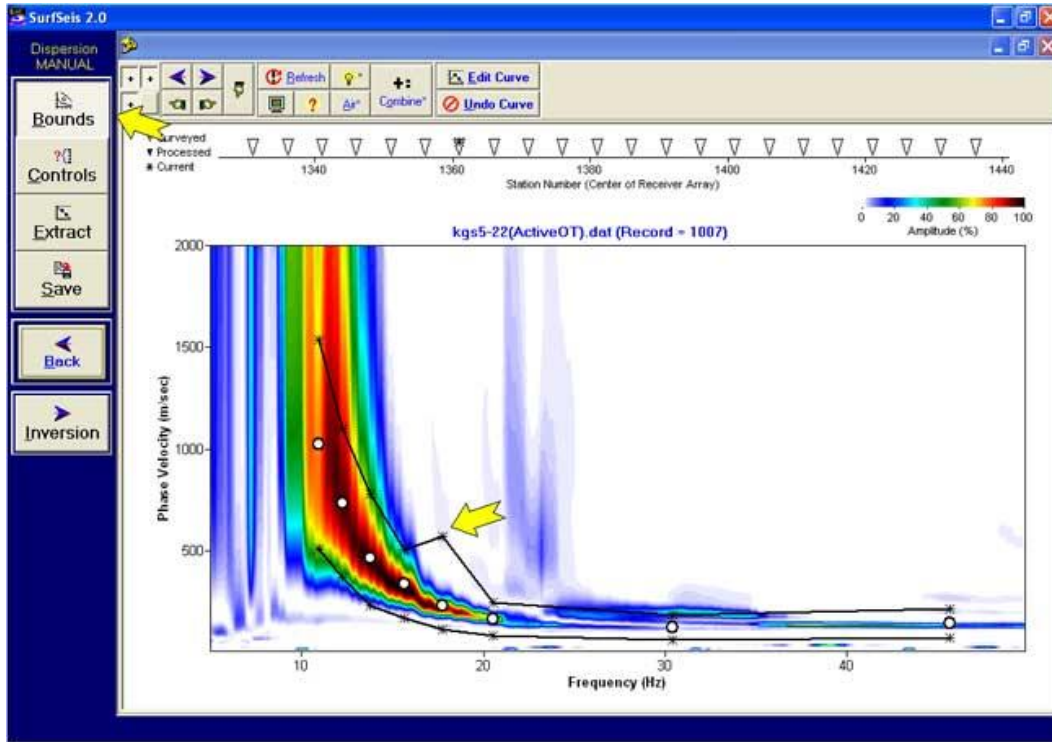 SurfSeis 2.0
Dispersion
MANUAL
Bounds
Controls
Extract
Save
Back
Inversion
Refresh
?
Air*
Combine*
Edit Curve
Undo Curve
Surveyed
Processed
Current
1340 1360 1380 1400 1420 1440
Station Number (Center of Receiver Array)
0 20 40 60 80 100
Amplitude (%)
kgs5-22(ActiveOT).dat (Record = 1007)
2000
1500
1000
500
Phase Velocity (m/sec)
10 20 30 40
Frequency (Hz)